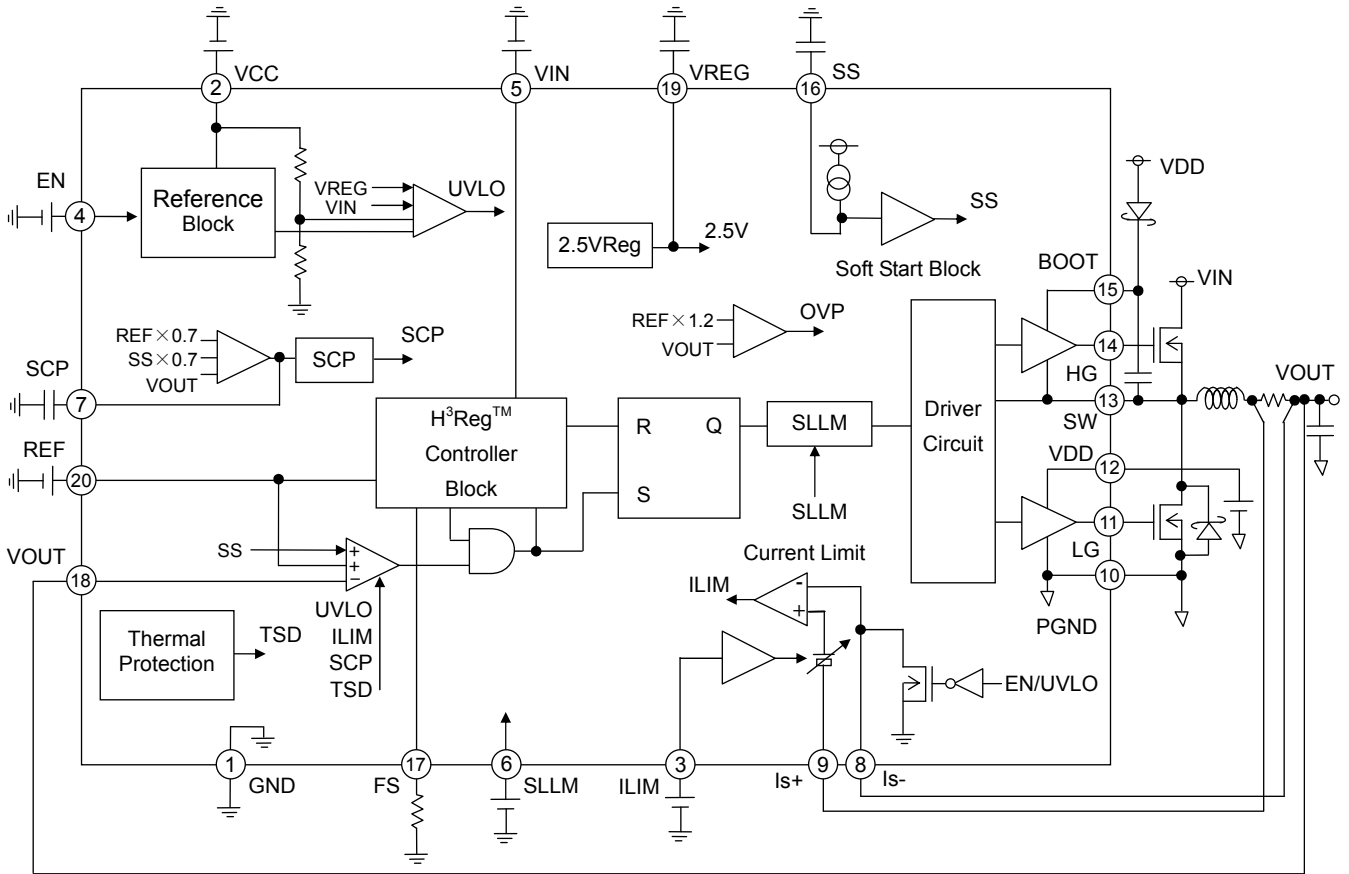 VCC
2
VIN
5
VREG
19
SS
16
EN
4
Reference
Block
VREG
VIN
UVLO
2.5VReg
2.5V
SS
Soft Start Block
VDD
BOOT
15
VIN
REF×0.7
SS×0.7
VOUT
SCP
SCP
REF×1.2
VOUT
OVP
14
HG
SCP
7
13
SW
VOUT
H³Reg™
Controller
Block
R
Q
S
SLLM
SLLM
Driver
Circuit
REF
20
VDD
12
11
LG
10
PGND
VOUT
18
SS
+
+
−
UVLO
ILIM
SCP
TSD
Thermal
Protection
TSD
Current Limit
ILIM
-
+
EN/UVLO
1
GND
17
FS
6
SLLM
3
ILIM
9
Is+
8
Is-